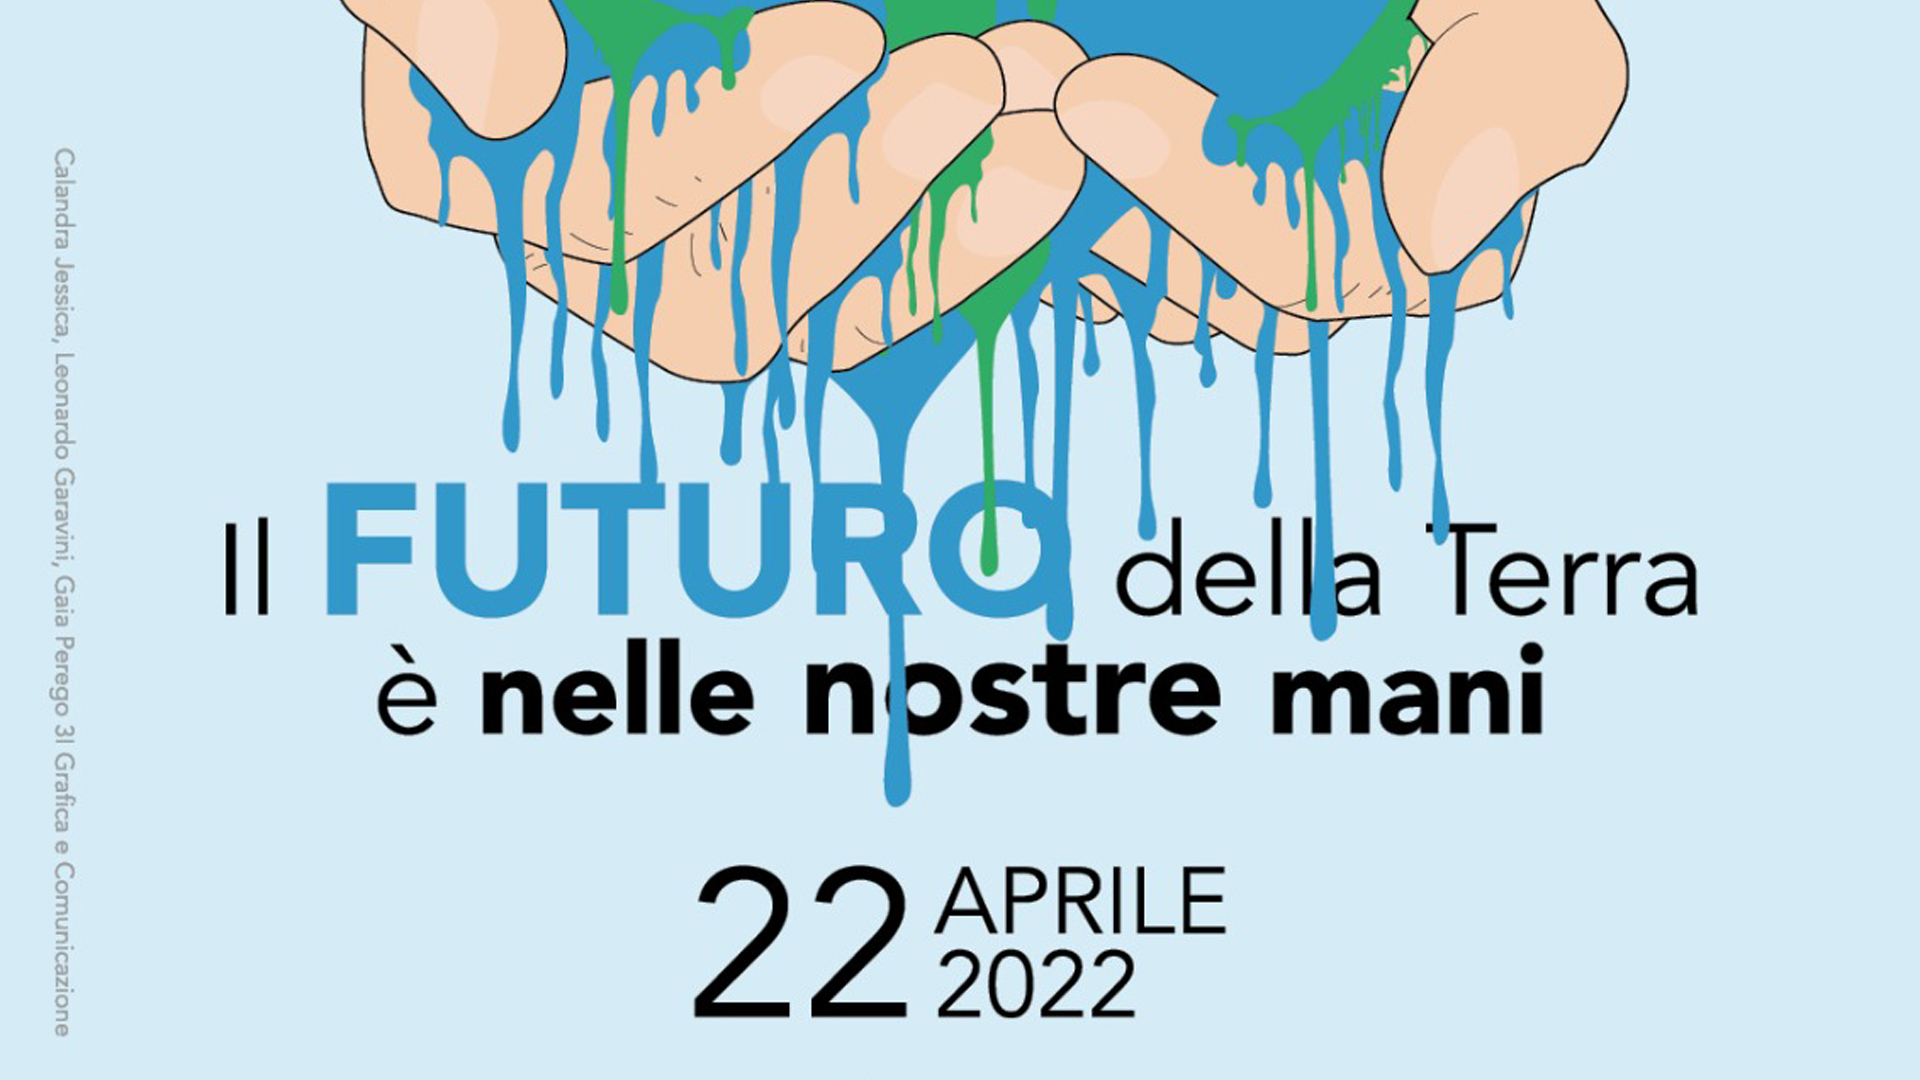 Il FUTURO della Terra
è nelle nostre mani
22 APRILE
2022
Calandra Jessica, Leonardo Garavini, Gaia Perego 3I Grafica e Comunicazione